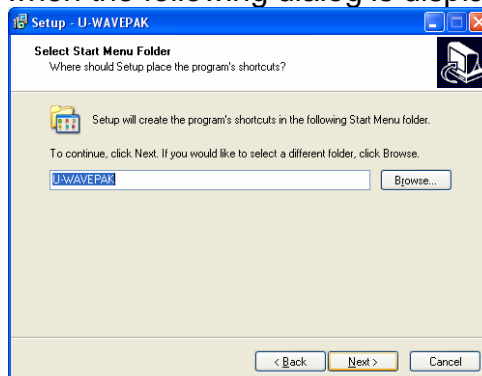 when the following dialog is displa
Setup - U-WAVEPAK
Select Start Menu Folder
Where should Setup place the program's shortcuts?
Setup will create the program's shortcuts in the following Start Menu folder.
To continue, click Next. If you would like to select a different folder, click Browse.
U-WAVEPAK
Browse...
< Back
Next >
Cancel